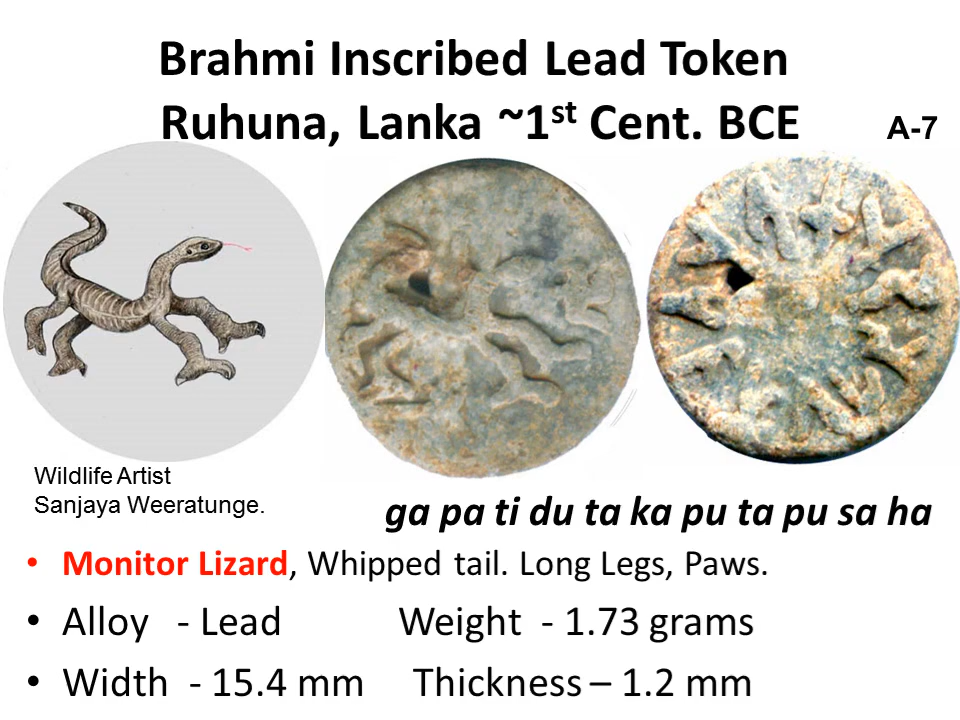 Brahmi Inscribed Lead Token
Ruhuna, Lanka ~1st Cent. BCE
A-7
Wildlife Artist
Sanjaya Weeratunge.
ga pa ti du ta ka pu ta pu sa ha
• Monitor Lizard, Whipped tail. Long Legs, Paws.
• Alloy - Lead Weight - 1.73 grams
• Width - 15.4 mm Thickness – 1.2 mm